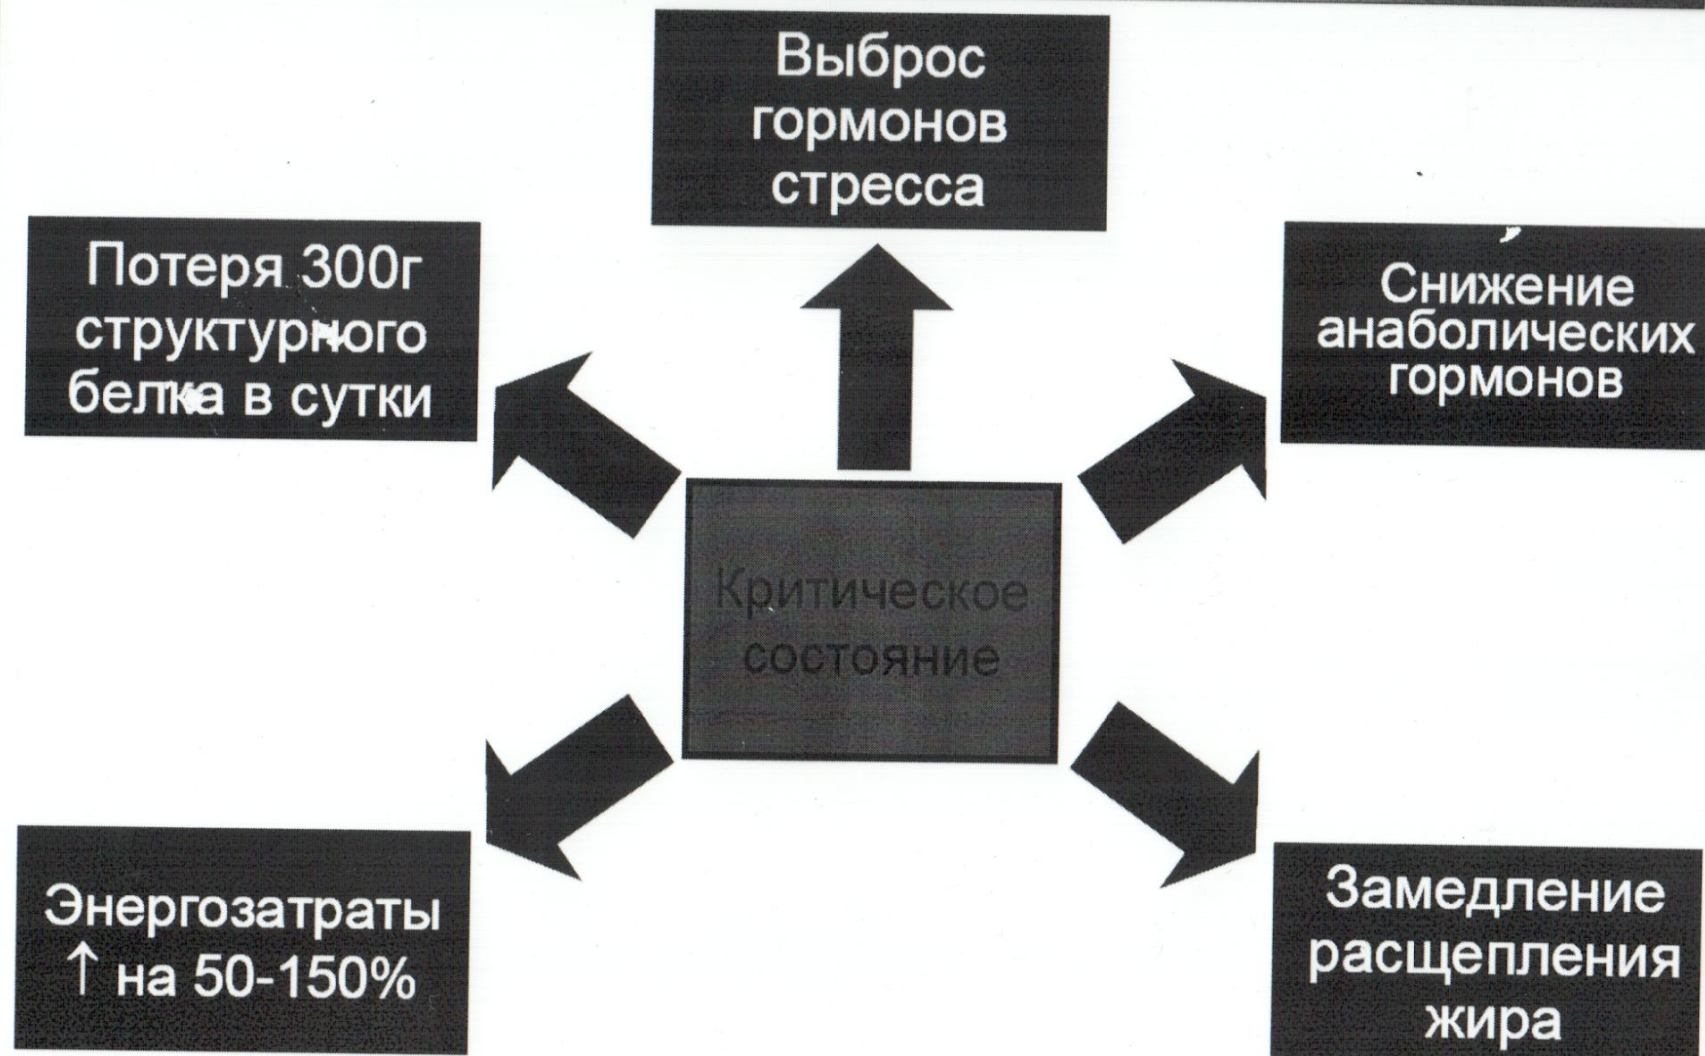 Выброс
гормонов
стресса
Потеря 300г
структурного
белка в сутки
Снижение
анаболических
гормонов
Критическое
состояние
Энергозатраты
↑ на 50-150%
Замедление
расщепления
жира